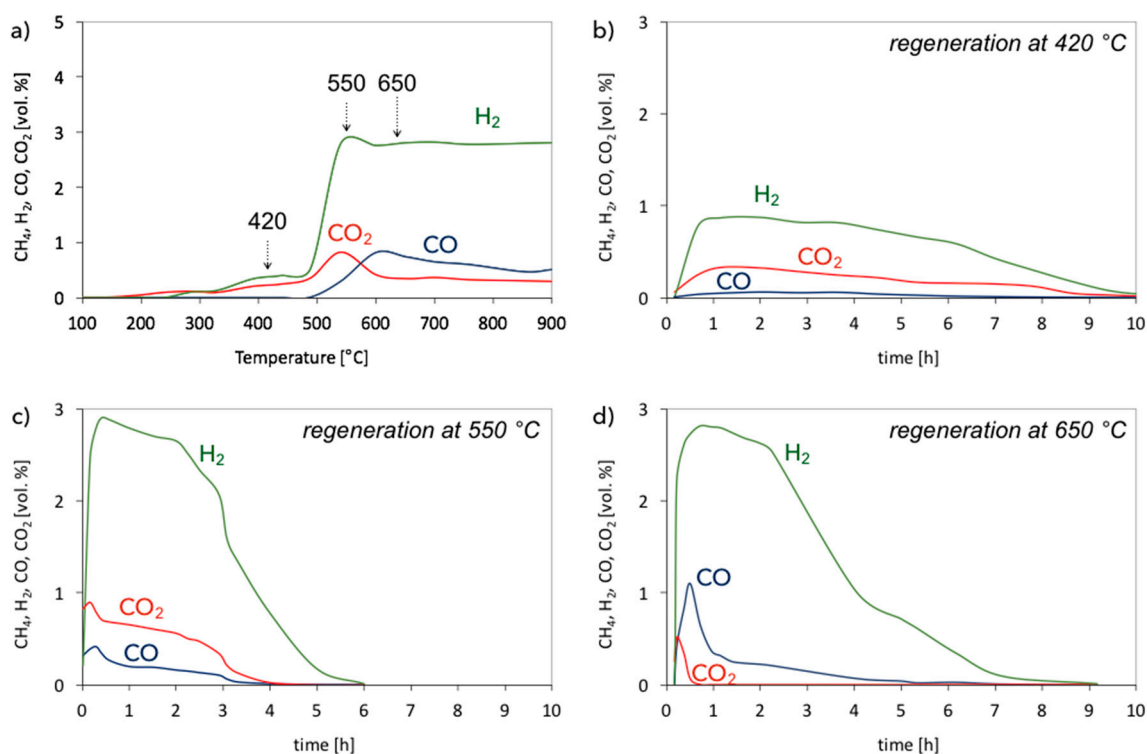 a)
CH₄, H₂, CO, CO₂ [vol. %]
5
4
3
2
1
0
550
650
420
H₂
CO₂
CO
100 200 300 400 500 600 700 800 900
Temperature [°C]
b)
regeneration at 420 °C
CH₄, H₂, CO, CO₂ [vol. %]
3
2
1
0
H₂
CO₂
CO
0 1 2 3 4 5 6 7 8 9 10
time [h]
c)
regeneration at 550 °C
CH₄, H₂, CO, CO₂ [vol. %]
3
2
1
0
H₂
CO₂
CO
0 1 2 3 4 5 6 7 8 9 10
time [h]
d)
regeneration at 650 °C
CH₄, H₂, CO, CO₂ [vol. %]
3
2
1
0
H₂
CO
CO₂
0 1 2 3 4 5 6 7 8 9 10
time [h]